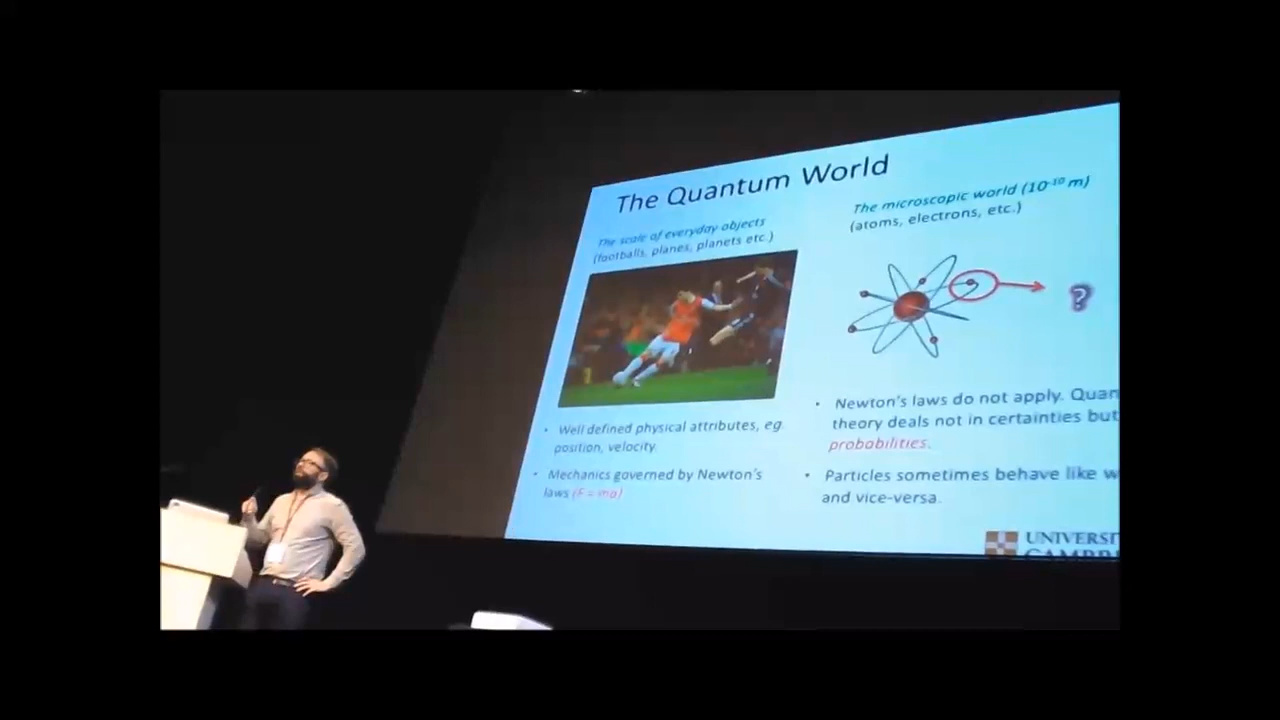 The Quantum World
The scale of everyday objects
(footballs, planes, planets etc.)
Well defined physical attributes, eg.
position, velocity.
Mechanics governed by Newton's
laws (F = ma)
The microscopic world (10⁻¹⁰ m)
(atoms, electrons, etc.)
?
Newton's laws do not apply. Quan
theory deals not in certainties but
probabilities.
Particles sometimes behave like w
and vice-versa.
UNIVERSI
CAMBRI